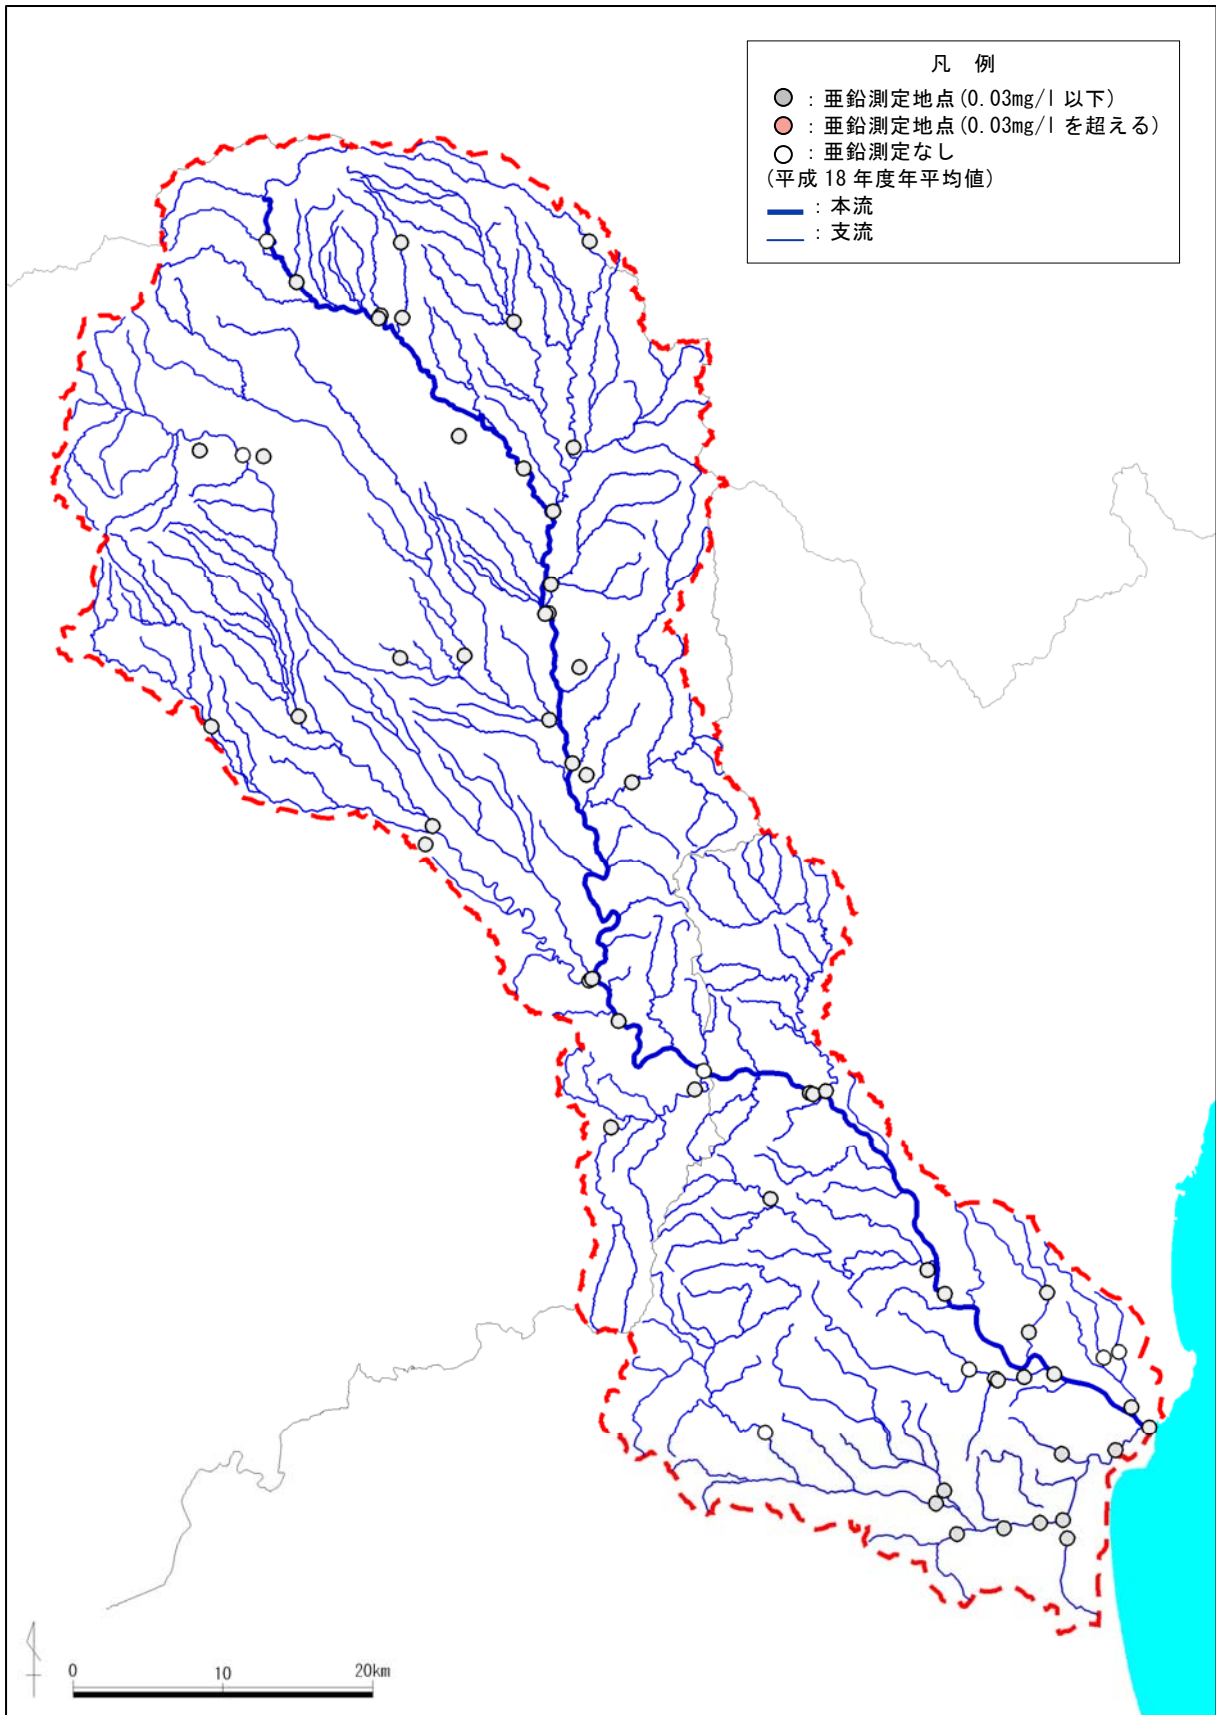 凡 例
: 亜鉛測定地点(0.03mg/l 以下)
: 亜鉛測定地点(0.03mg/l を超える)
: 亜鉛測定なし
(平成 18 年度年平均値)
: 本流
: 支流
0 10 20km